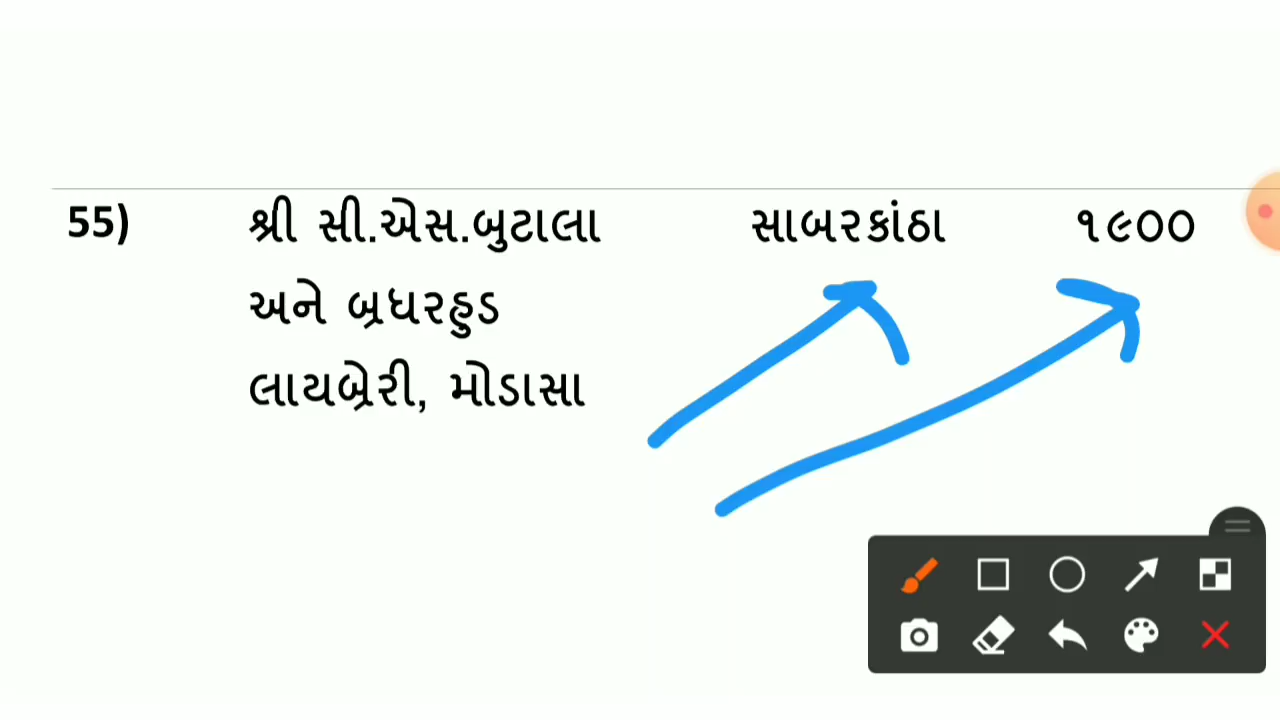 55) શ્રી સી.એસ.બુટાલા સાબરકાંઠા ૧૯૦૦
અને બ્રધરહુડ
લાયબ્રેરી, મોડાસા